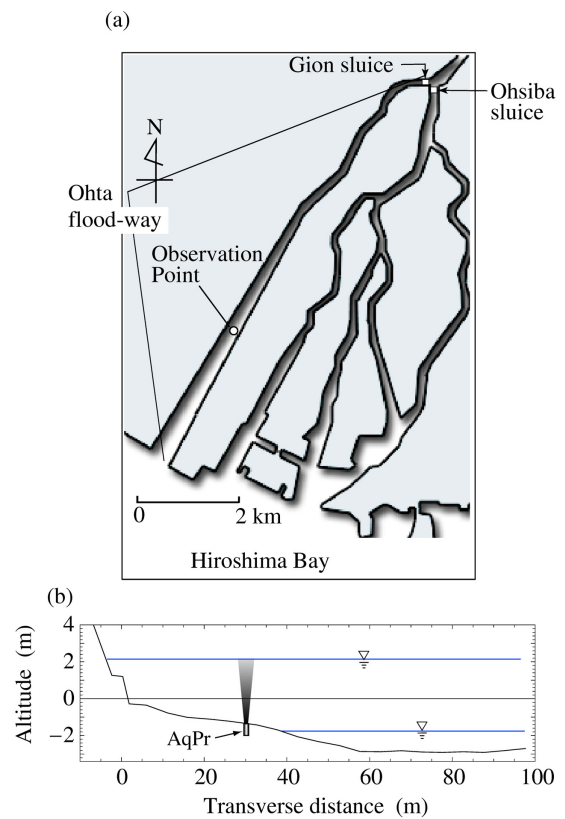 (a)
Gion sluice
Ohsiba
sluice
N
Ohta
flood-way
Observation
Point
0 2 km
Hiroshima Bay
(b)
Altitude (m)
4
2
0
−2
AqPr
0 20 40 60 80 100
Transverse distance (m)